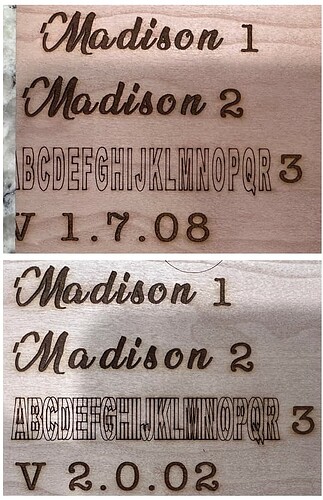 Madison 1
Madison 2
ABCDEFGHIJKLMNOPQR 3
V 1.7.08
Madison 1
Madison 2
ABCDEFGHIJKLMNOPQR 3
V 2.0.02